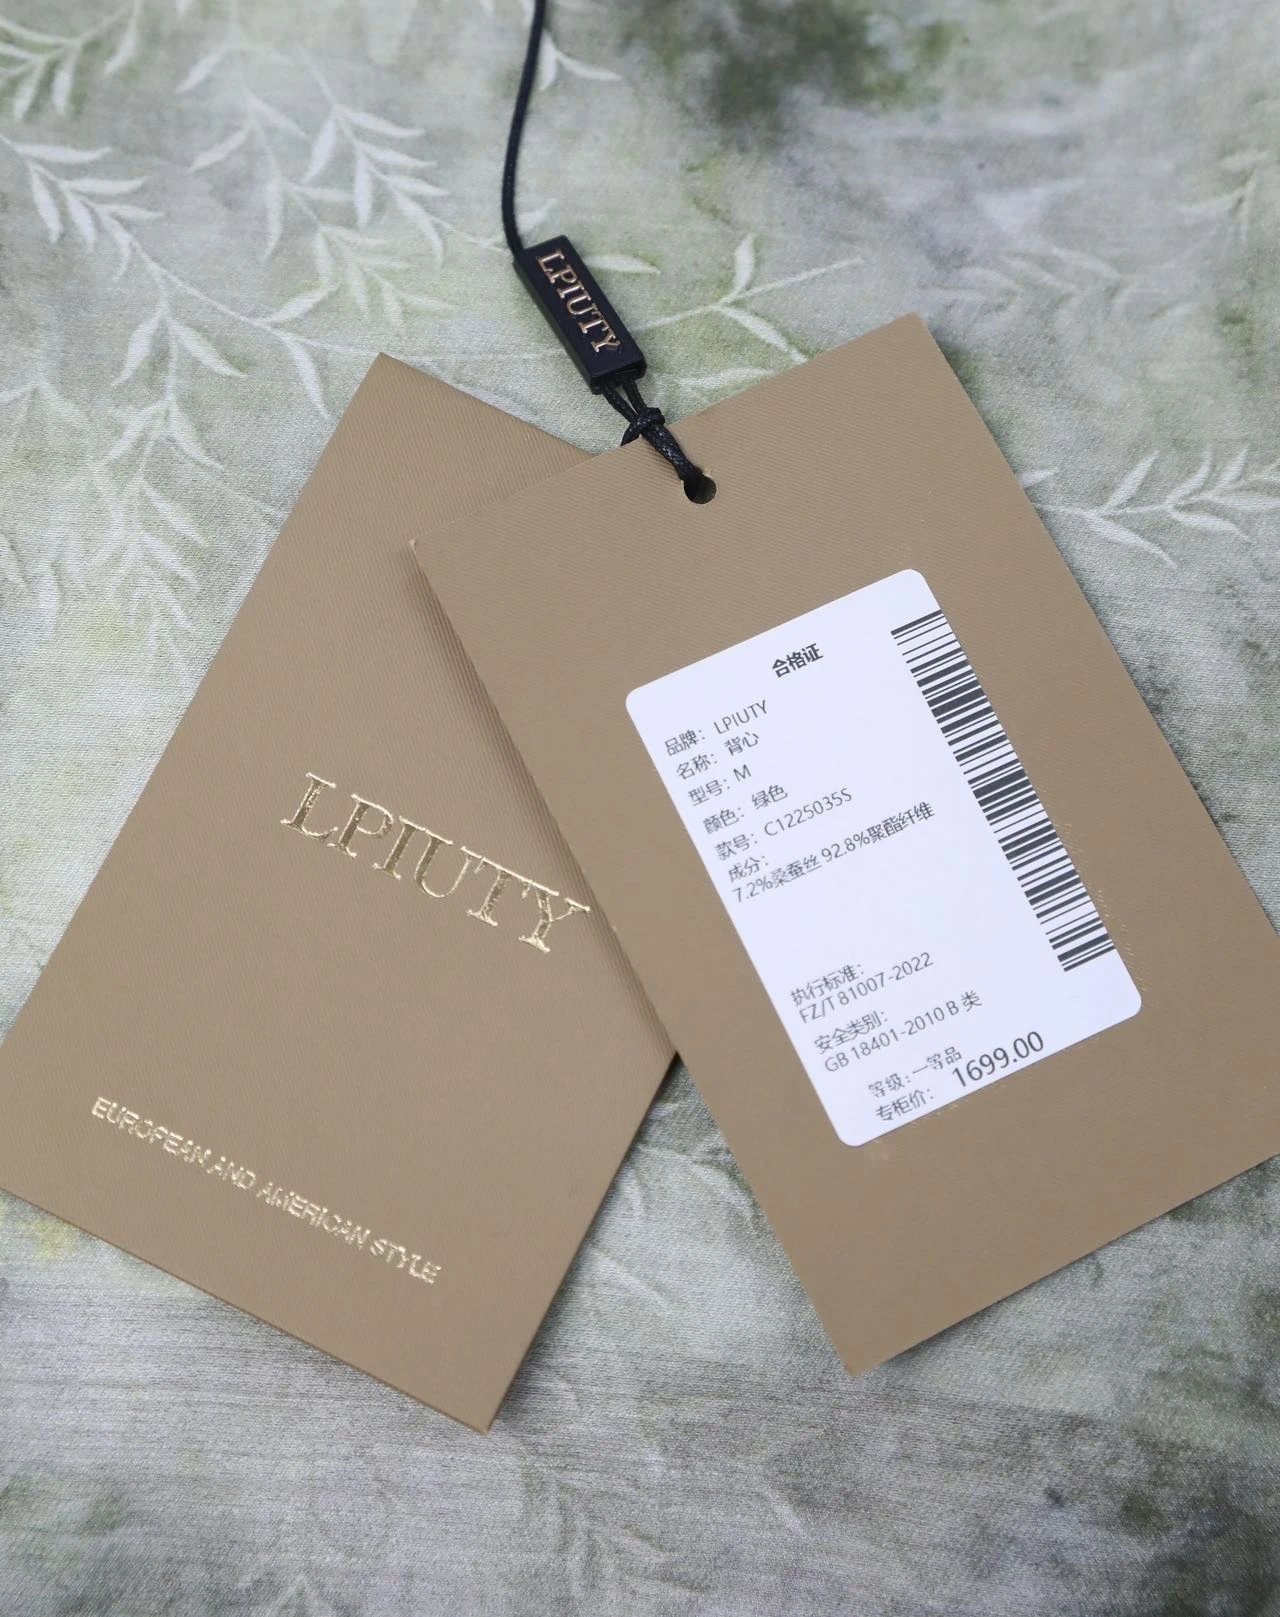 LPIUTY
LPIUTY
EUROPEAN AND AMERICAN STYLE
合格证
品牌：LPIUTY
名称：背心
型号：M
颜色：绿色
款号：C1225035S
成分：
7.2%桑蚕丝 92.8%聚酯纤维
执行标准：
FZ/T 81007-2022
安全类别：
GB 18401-2010 B 类
等级：一等品
专柜价： 1699.00